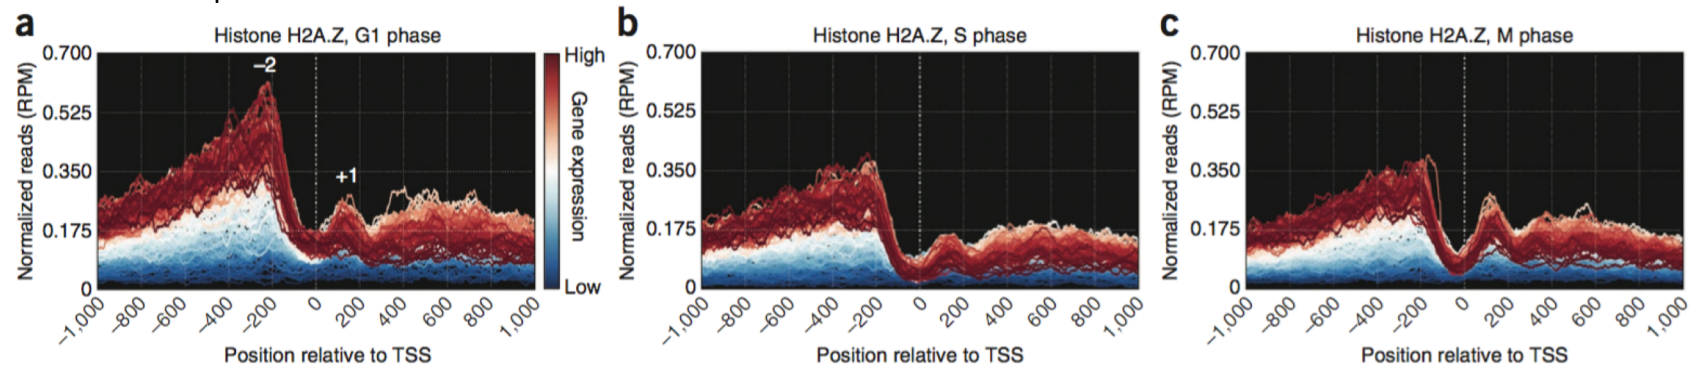 a
Histone H2A.Z, G1 phase
Normalized reads (RPM)
0.700
0.525
0.350
0.175
0
−2
+1
−1,000 −800 −600 −400 −200 0 200 400 600 800 1,000
Position relative to TSS
High
Gene expression
Low
b
Histone H2A.Z, S phase
Normalized reads (RPM)
0.700
0.525
0.350
0.175
0
−1,000 −800 −600 −400 −200 0 200 400 600 800 1,000
Position relative to TSS
c
Histone H2A.Z, M phase
Normalized reads (RPM)
0.700
0.525
0.350
0.175
0
−1,000 −800 −600 −400 −200 0 200 400 600 800 1,000
Position relative to TSS